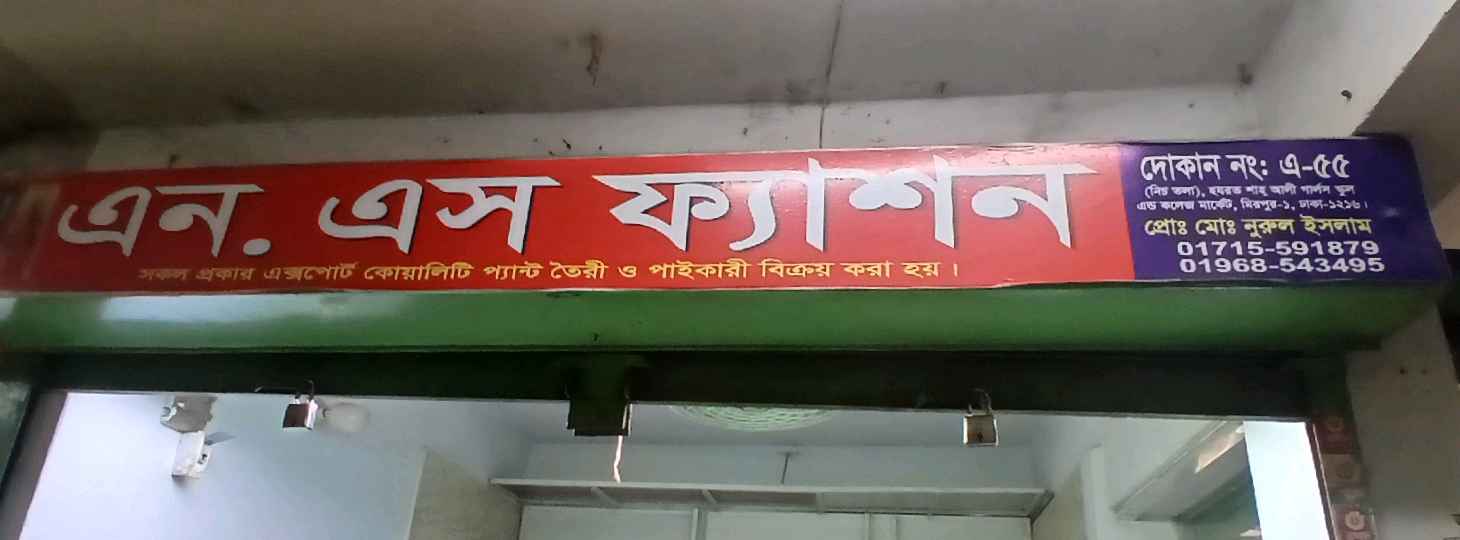 এন. এস ফ্যাশন
সকল প্রকার এক্সপোর্ট কোয়ালিটি প্যান্ট তৈরী ও পাইকারী বিক্রয় করা হয়।
দোকান নং: এ-৫৫
(নিচ তলা), হযরত শাহ্ আলী গার্লস স্কুল
এন্ড কলেজ মার্কেট, মিরপুর-১, ঢাকা-১২১৬।
প্রোঃ মোঃ নুরুল ইসলাম
01715-591879
01968-543495